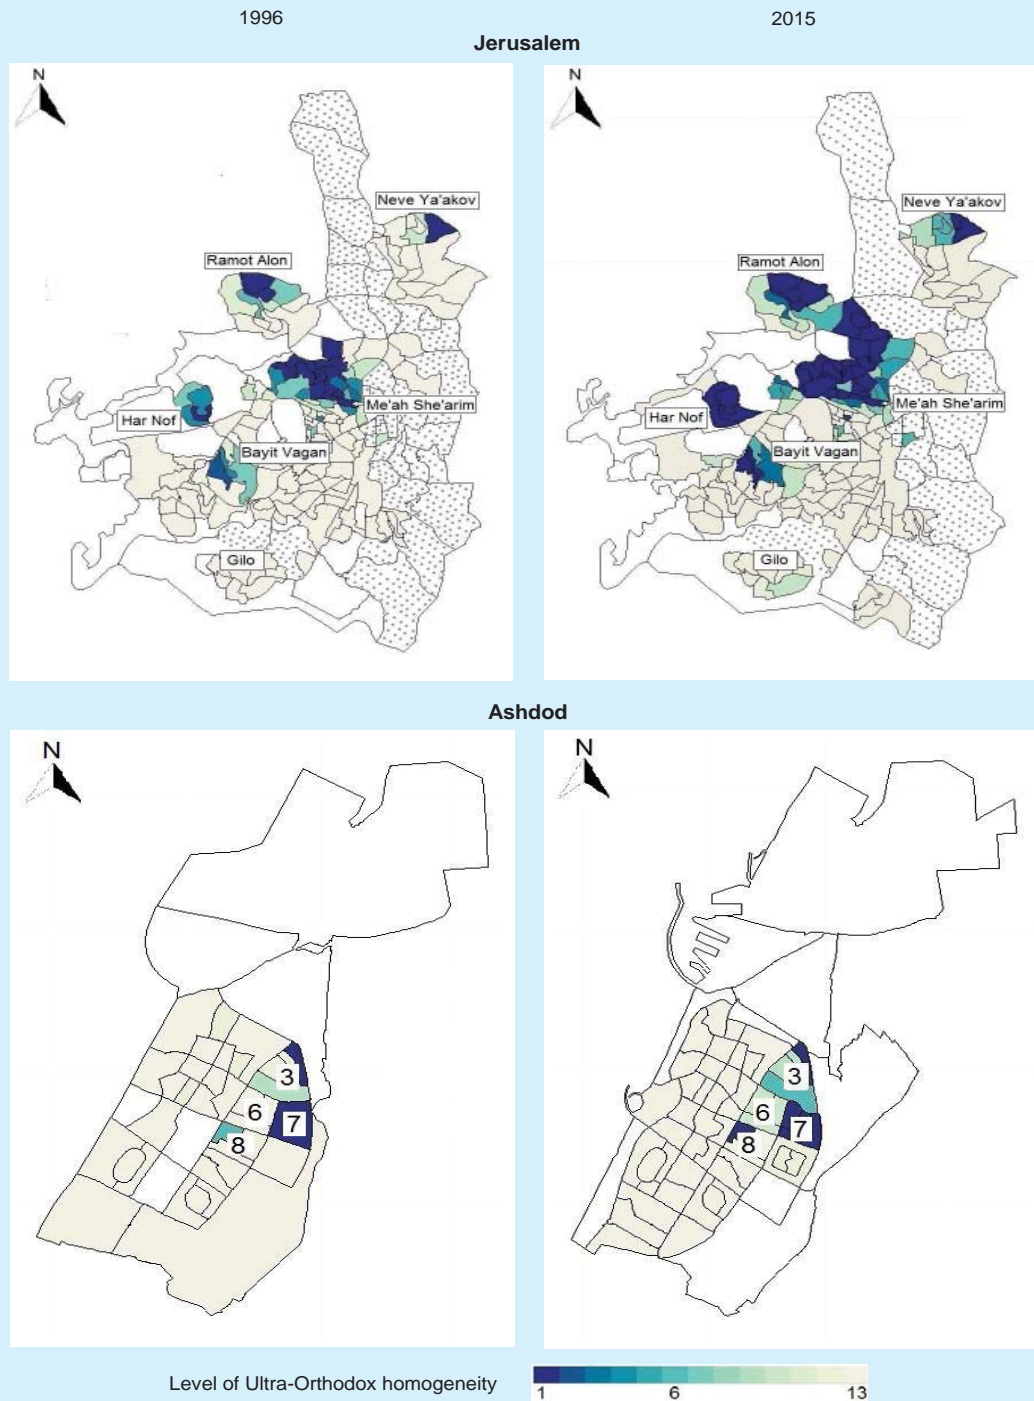 1996
2015
Jerusalem
N
Neve Ya'akov
Ramot Alon
Har Nof
Me'ah She'arim
Bayit Vagan
Gilo
N
Neve Ya'akov
Ramot Alon
Har Nof
Me'ah She'arim
Bayit Vagan
Gilo
Ashdod
N
3
6
7
8
N
3
6
7
8
Level of Ultra-Orthodox homogeneity
1 6 13